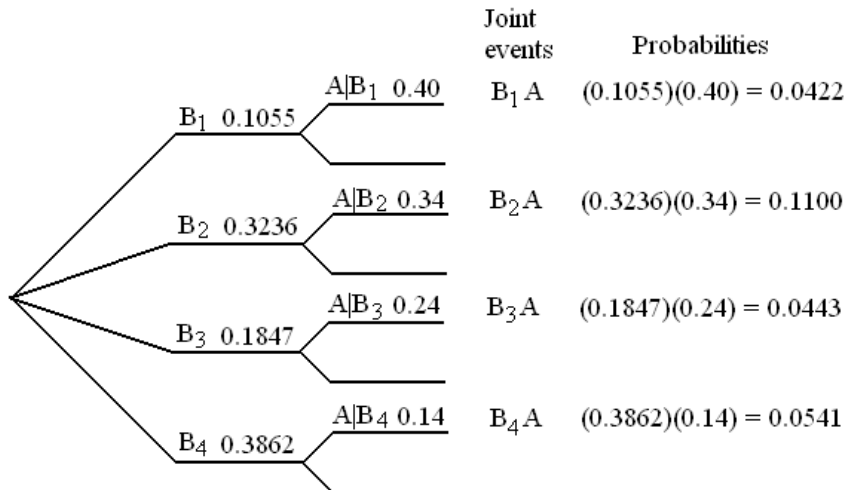 Joint
events
Probabilities
A|B₁ 0.40
B₁ A
(0.1055)(0.40) = 0.0422
B₁ 0.1055
A|B₂ 0.34
B₂A
(0.3236)(0.34) = 0.1100
B₂ 0.3236
A|B₃ 0.24
B₃A
(0.1847)(0.24) = 0.0443
B₃ 0.1847
A|B₄ 0.14
B₄A
(0.3862)(0.14) = 0.0541
B₄ 0.3862